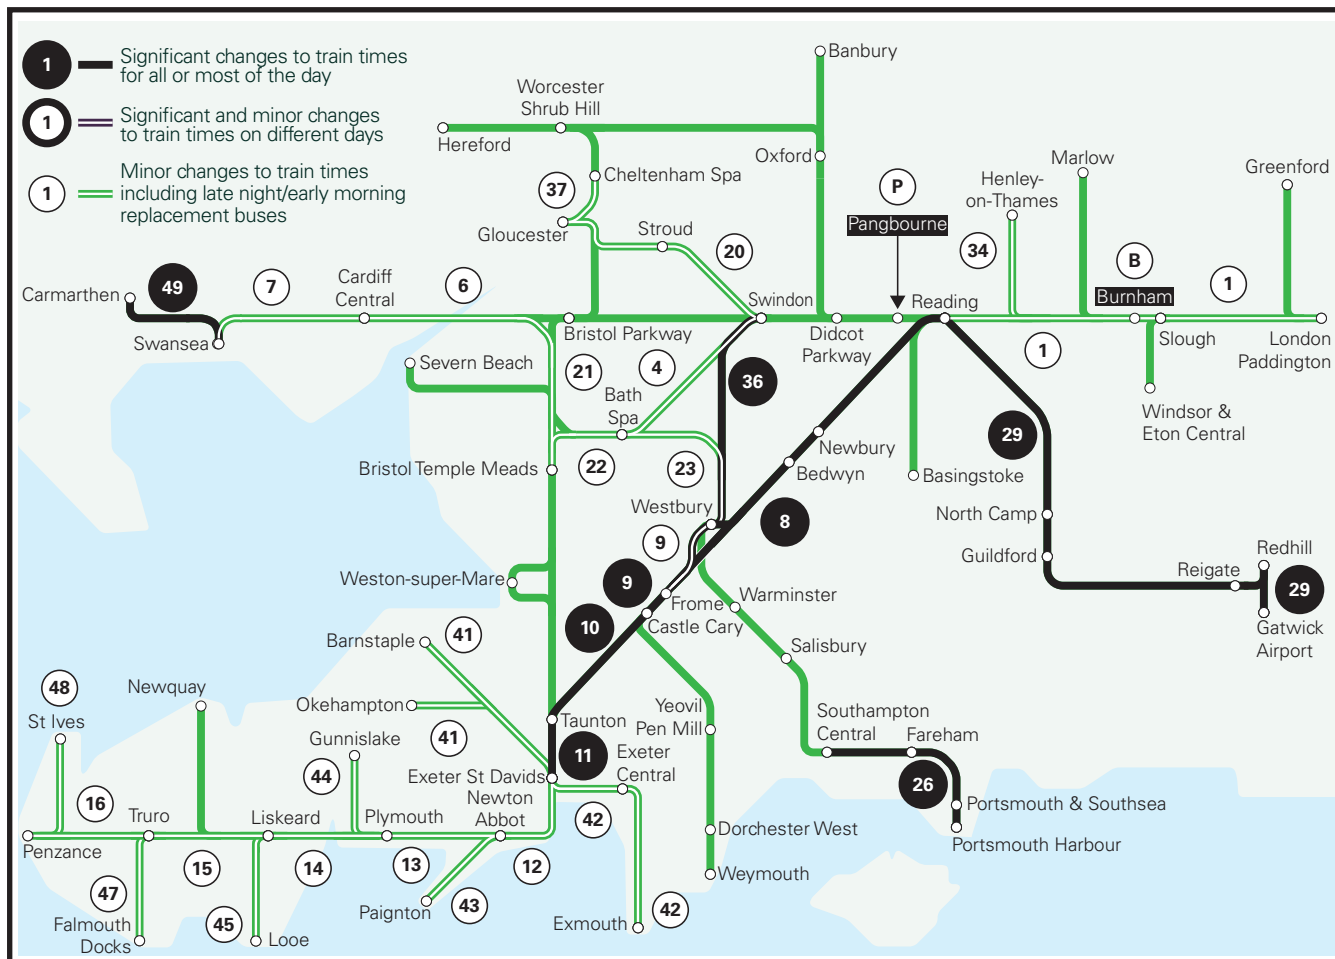 1
Significant changes to train times
for all or most of the day
1
Significant and minor changes
to train times on different days
1
Minor changes to train times
including late night/early morning
replacement buses
Banbury
Worcester
Shrub Hill
Hereford
Oxford
Marlow
Greenford
Cheltenham Spa
37
P
Henley-
on-Thames
Gloucester
Stroud
Pangbourne
20
34
B
1
49
7
Cardiff
Central
6
Carmarthen
Swindon
Reading
Burnham
Swansea
Bristol Parkway
Didcot
Parkway
1
Slough
London
Paddington
Severn Beach
21
4
36
Bath
Spa
Windsor &
Eton Central
29
Newbury
Bristol Temple Meads
22
23
Bedwyn
Basingstoke
Westbury
8
North Camp
9
Guildford
Redhill
Weston-super-Mare
9
Reigate
29
Frome
Warminster
Castle Cary
10
Gatwick
Airport
Barnstaple
41
Salisbury
48
Newquay
Okehampton
St Ives
Taunton
Yeovil
Pen Mill
Southampton
Central
Fareham
41
Gunnislake
11
Exeter
Central
44
Exeter St Davids
26
Newton
Abbot
16
Truro
Liskeard
Plymouth
42
Portsmouth & Southsea
Penzance
Dorchester West
Portsmouth Harbour
15
14
13
12
Weymouth
47
43
Paignton
42
Falmouth
Docks
45
Looe
Exmouth